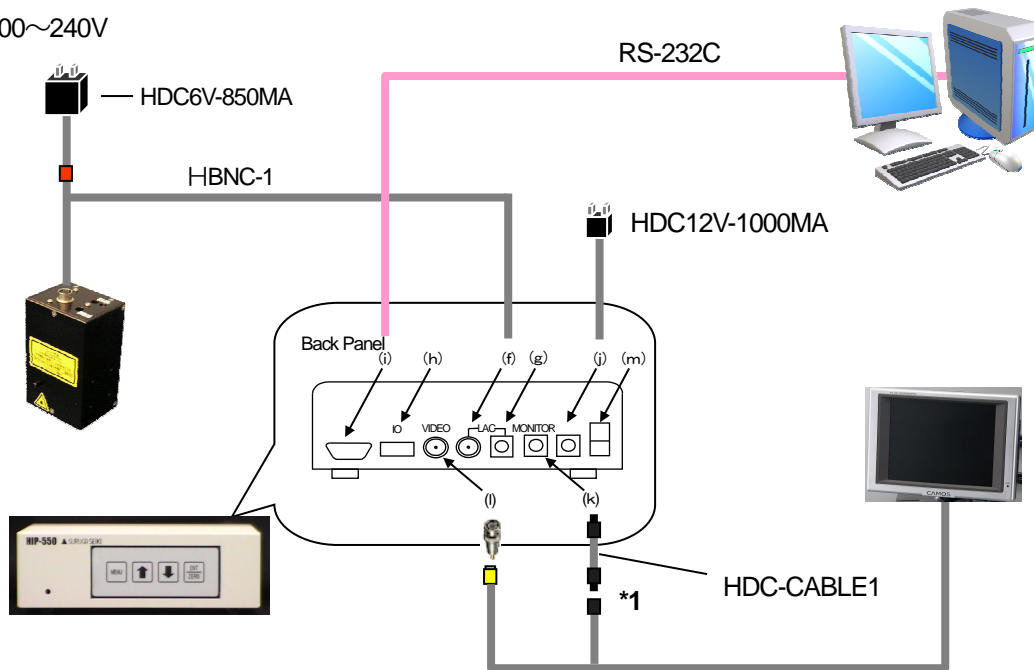 00～240V
RS-232C
HDC6V-850MA
HBNC-1
HDC12V-1000MA
Back Panel
(i) (h) (f) (g) (j) (m)
IO VIDEO LAC MONITOR
(l) (k)
CAMOS
HIP-550 ▲ SURUGA SEIKI
MENU ENT
ZERO
HDC-CABLE1
*1